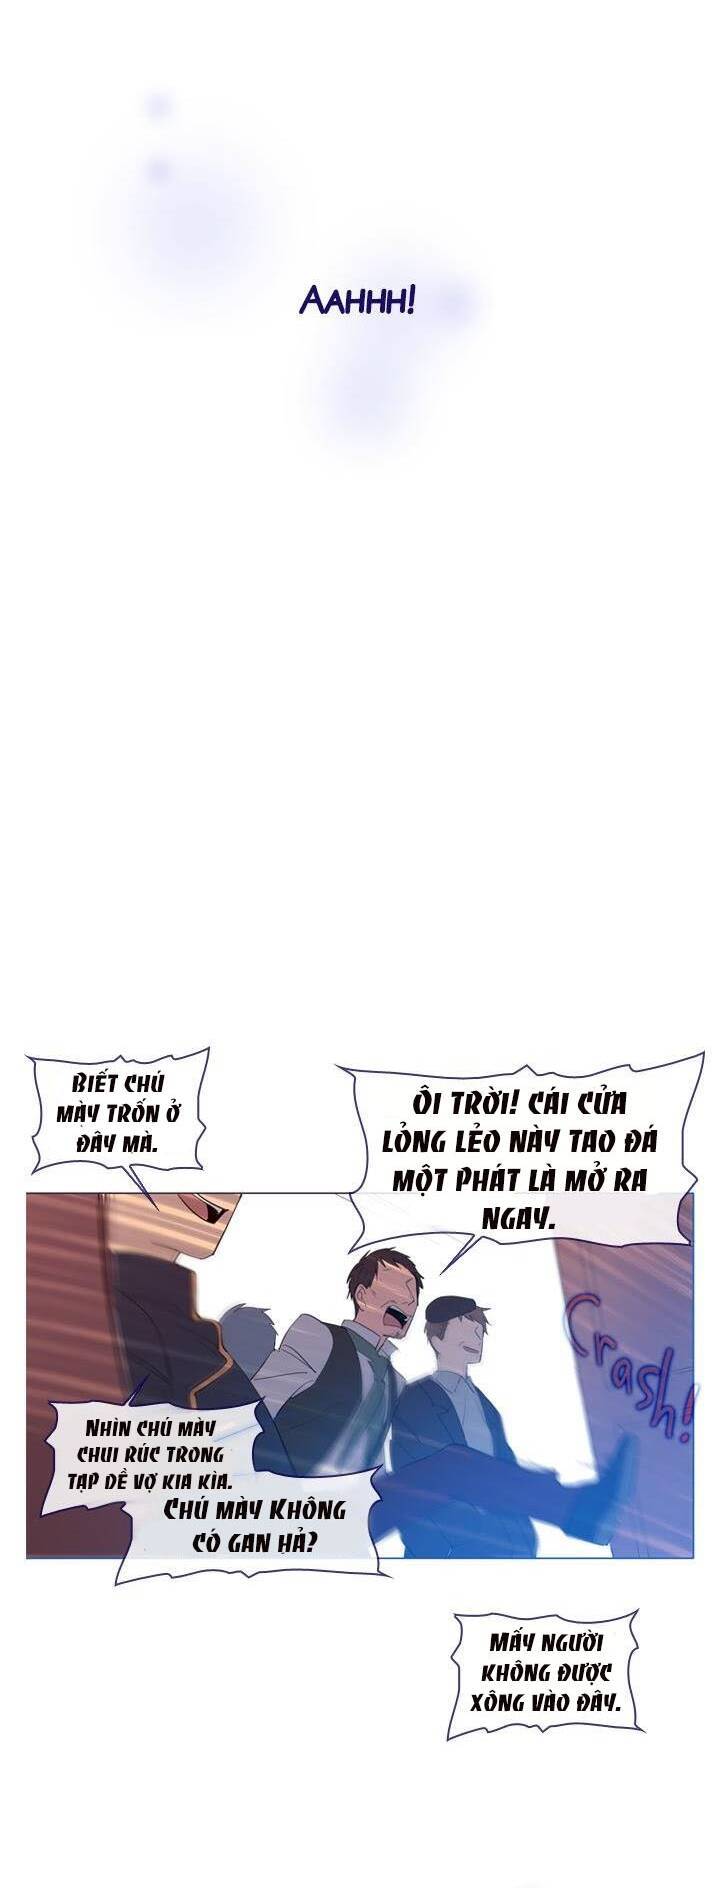 AAHHH!
BIẾT CHÚ
MÀY TRỐN Ở
ĐÂY MÀ.
ÔI TRỜI! CÁI CỬA
LỎNG LẺO NÀY TAO ĐÁ
MỘT PHÁT LÀ MỞ RA
NGAY.
Crash!
NHÌN CHÚ MÀY
CHUI RÚC TRONG
TẠP DỀ VỢ KIA KÌA.
CHÚ MÀY KHÔNG
CÓ GAN HẢ?
MẤY NGƯỜI
KHÔNG ĐƯỢC
XÔNG VÀO ĐÂY.